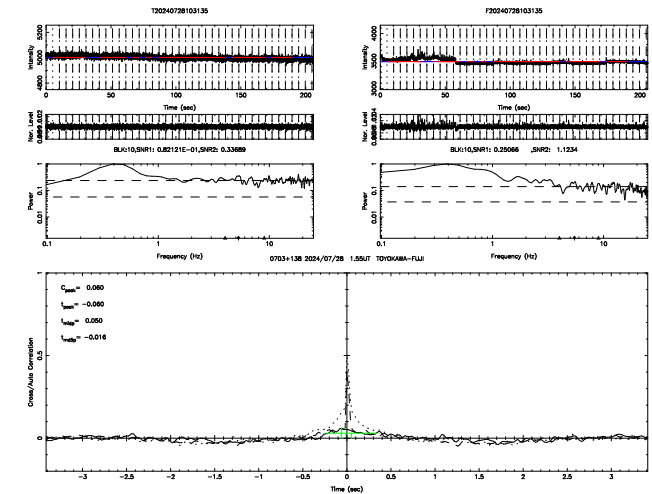 T20240728103135
F20240728103135
Intensity
5200
5000
4800
0
50
100
150
200
Time (sec)
Intensity
4000
3500
3000
0
50
100
150
200
Time (sec)
Nor. Level
Nor. Level
BLK:10,SNR1: 0.82121E-01,SNR2: 0.33689
BLK:10,SNR1: 0.25066 ,SNR2: 1.1234
Power
1
0.1
0.01
0.1
1
10
Frequency (Hz)
Power
1
0.1
0.01
0.1
1
10
Frequency (Hz)
0703+138 2024/07/28 1.55UT TOYOKAWA-FUJI
Cross/Auto Correlation
1
0.5
0
Cpeak= 0.060
tpeak= -0.060
tmidp= 0.050
-3
-2.5
-2
-1.5
-1
-0.5
0
0.5
1
1.5
2
2.5
3
Time (sec)